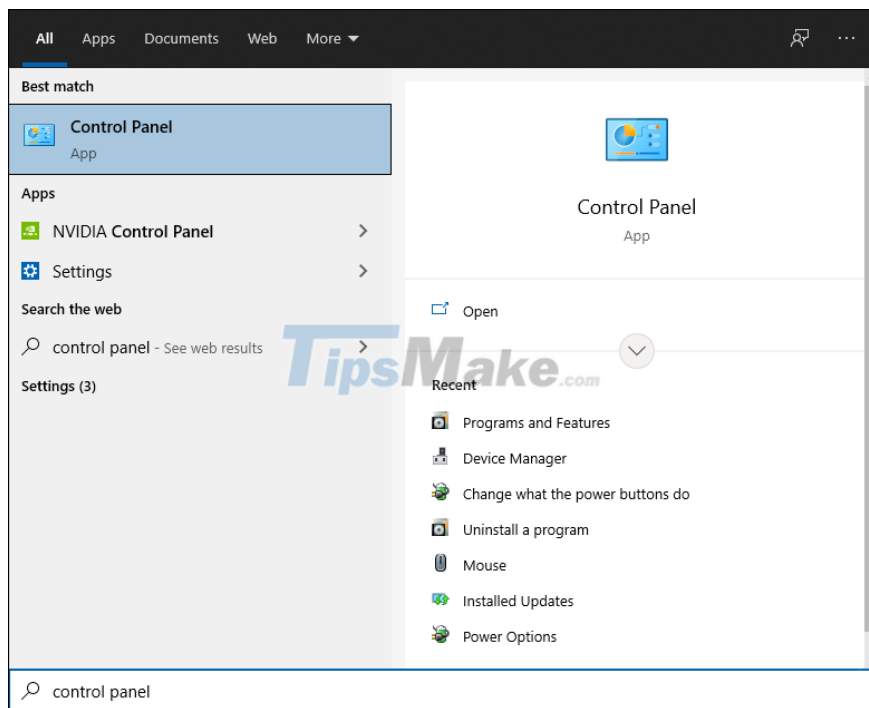 All Apps Documents Web More
Best match
Control Panel
App
Apps
NVIDIA Control Panel
Settings
Search the web
control panel - See web results
Settings (3)
Control Panel
App
Open
TipsMake.com
Recent
Programs and Features
Device Manager
Change what the power buttons do
Uninstall a program
Mouse
Installed Updates
Power Options
control panel